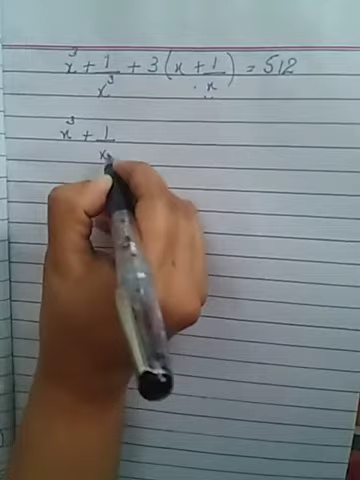 x³ + 1/x³ + 3(x + 1/x) = 512
x³ + 1/x